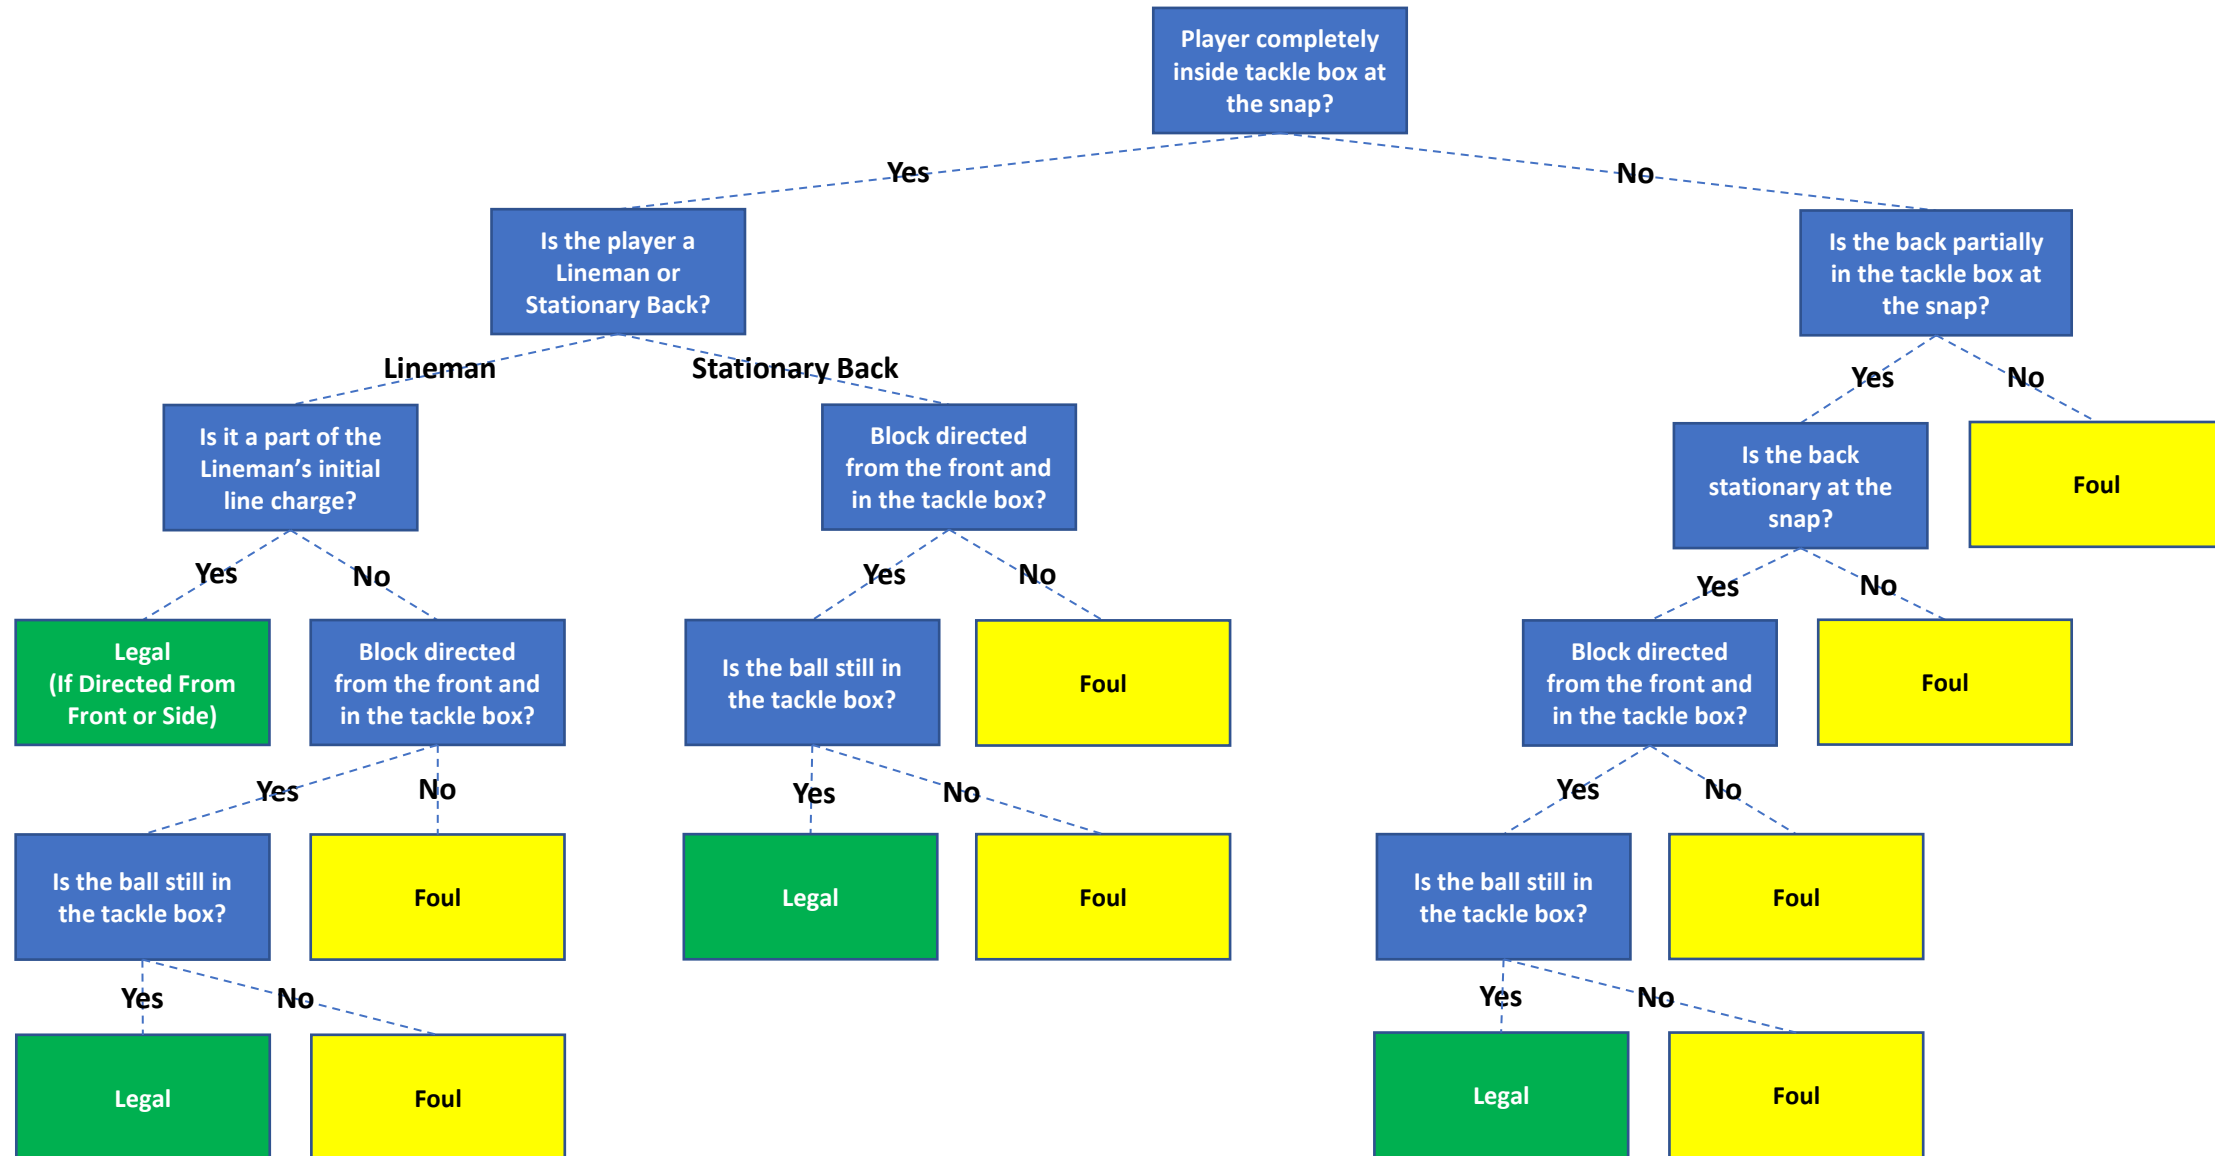 Player completely
inside tackle box at
the snap?
Yes
No
Is the player a
Lineman or
Stationary Back?
Is the back partially
in the tackle box at
the snap?
Lineman
Stationary Back
Yes
No
Is it a part of the
Lineman’s initial
line charge?
Block directed
from the front and
in the tackle box?
Is the back
stationary at the
snap?
Foul
Yes
No
Yes
No
Yes
No
Legal
(If Directed From
Front or Side)
Block directed
from the front and
in the tackle box?
Is the ball still in
the tackle box?
Foul
Block directed
from the front and
in the tackle box?
Foul
Yes
No
Yes
No
Yes
No
Is the ball still in
the tackle box?
Foul
Legal
Foul
Is the ball still in
the tackle box?
Foul
Yes
No
Yes
No
Legal
Foul
Legal
Foul